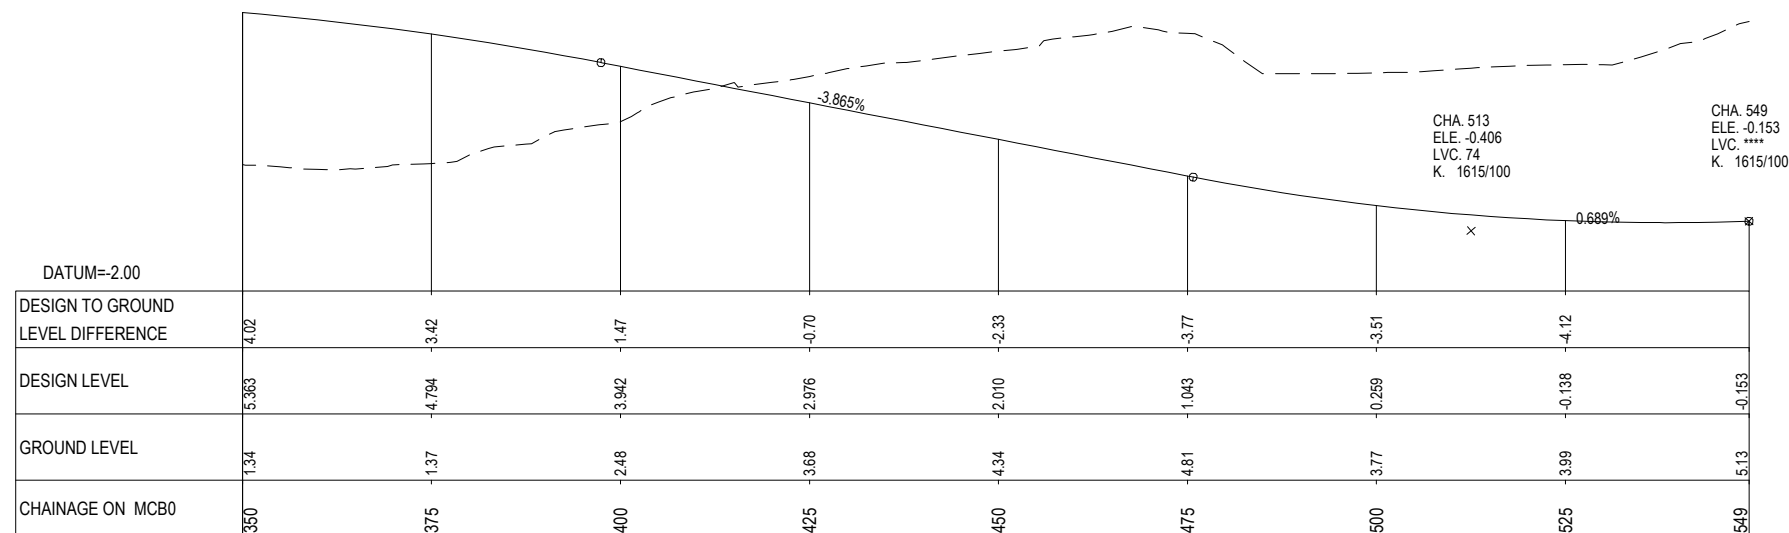 -3.865%
CHA. 513
ELE. -0.406
LVC. 74
K. 1615/100
CHA. 549
ELE. -0.153
LVC. ****
K. 1615/100
0.689%
DATUM=-2.00
DESIGN TO GROUND
LEVEL DIFFERENCE
4.02 3.42 1.47 -0.70 -2.33 -3.77 -3.51 -4.12
DESIGN LEVEL
5.363 4.794 3.942 2.976 2.010 1.043 0.259 -0.138 -0.153
GROUND LEVEL
1.34 1.37 2.48 3.68 4.34 4.81 3.77 3.99 5.13
CHAINAGE ON MCB0
350 375 400 425 450 475 500 525 549